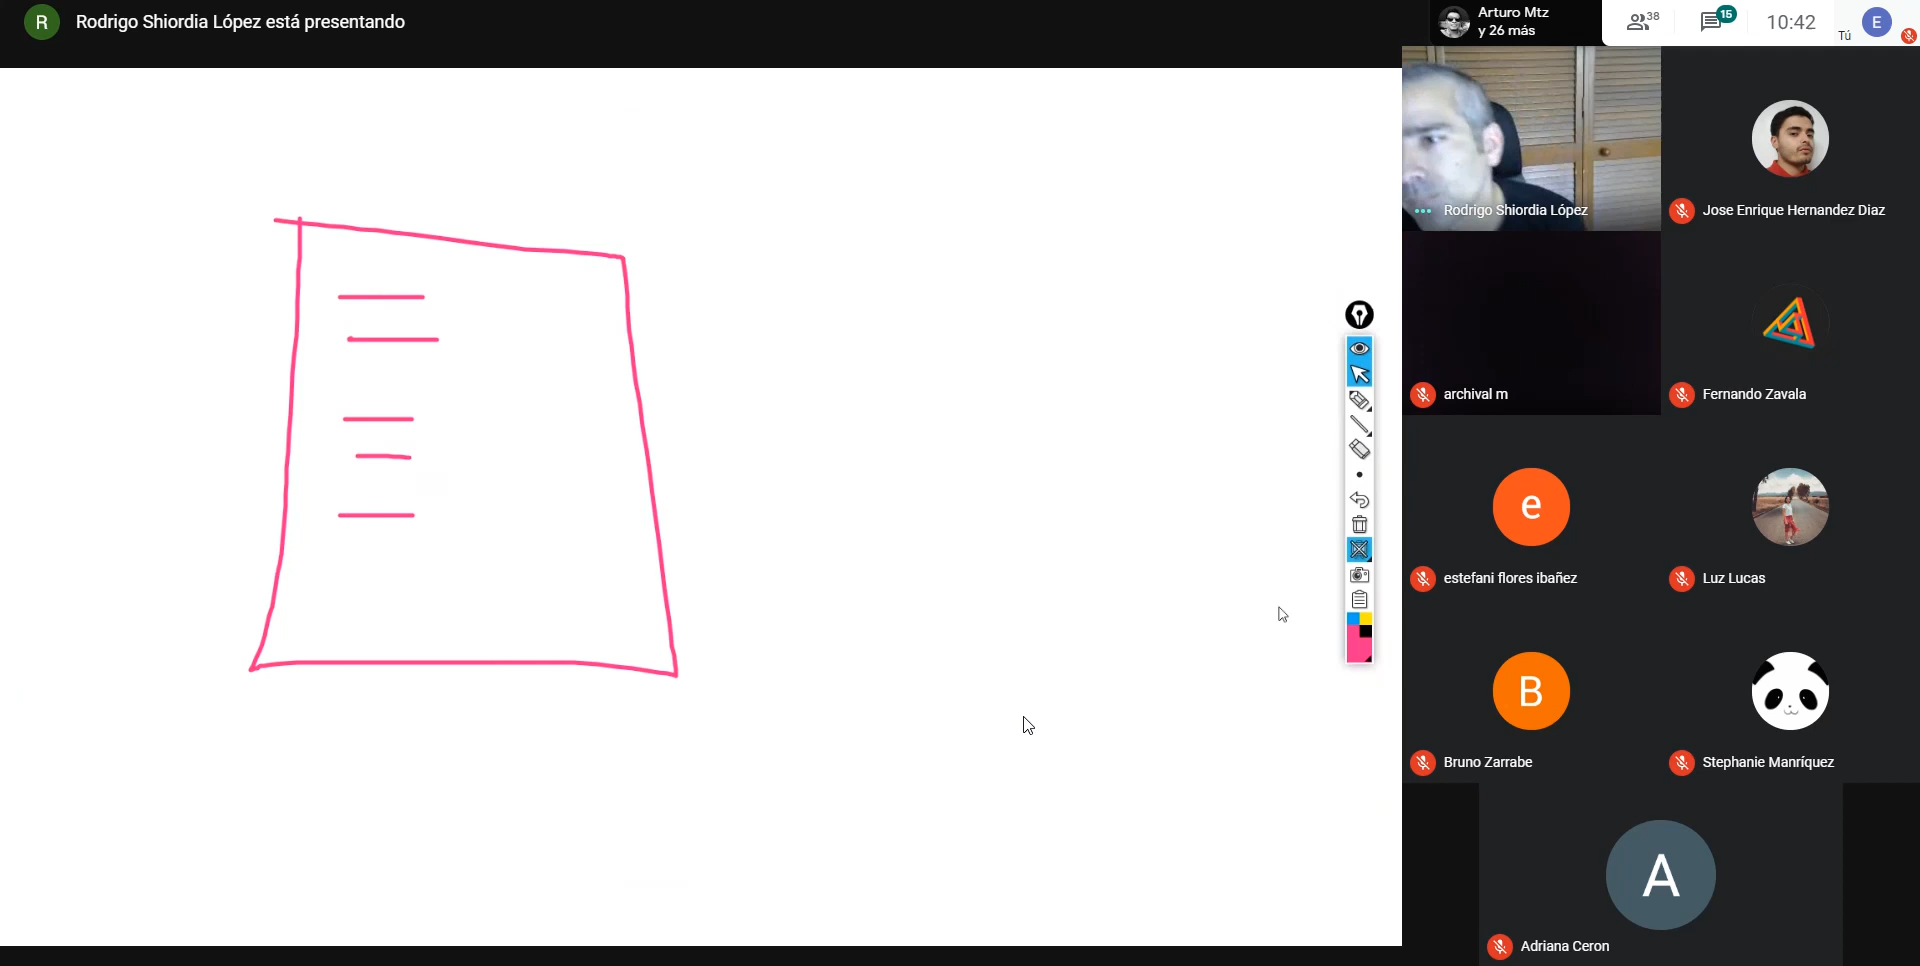 R
Rodrigo Shiordia López está presentando
Arturo Mtz
y 26 más
38
15
10:42
Tú
E
Rodrigo Shiordia López
Jose Enrique Hernandez Diaz
archival m
Fernando Zavala
e
estefani flores ibañez
Luz Lucas
B
Bruno Zarrabe
Stephanie Manríquez
A
Adriana Ceron